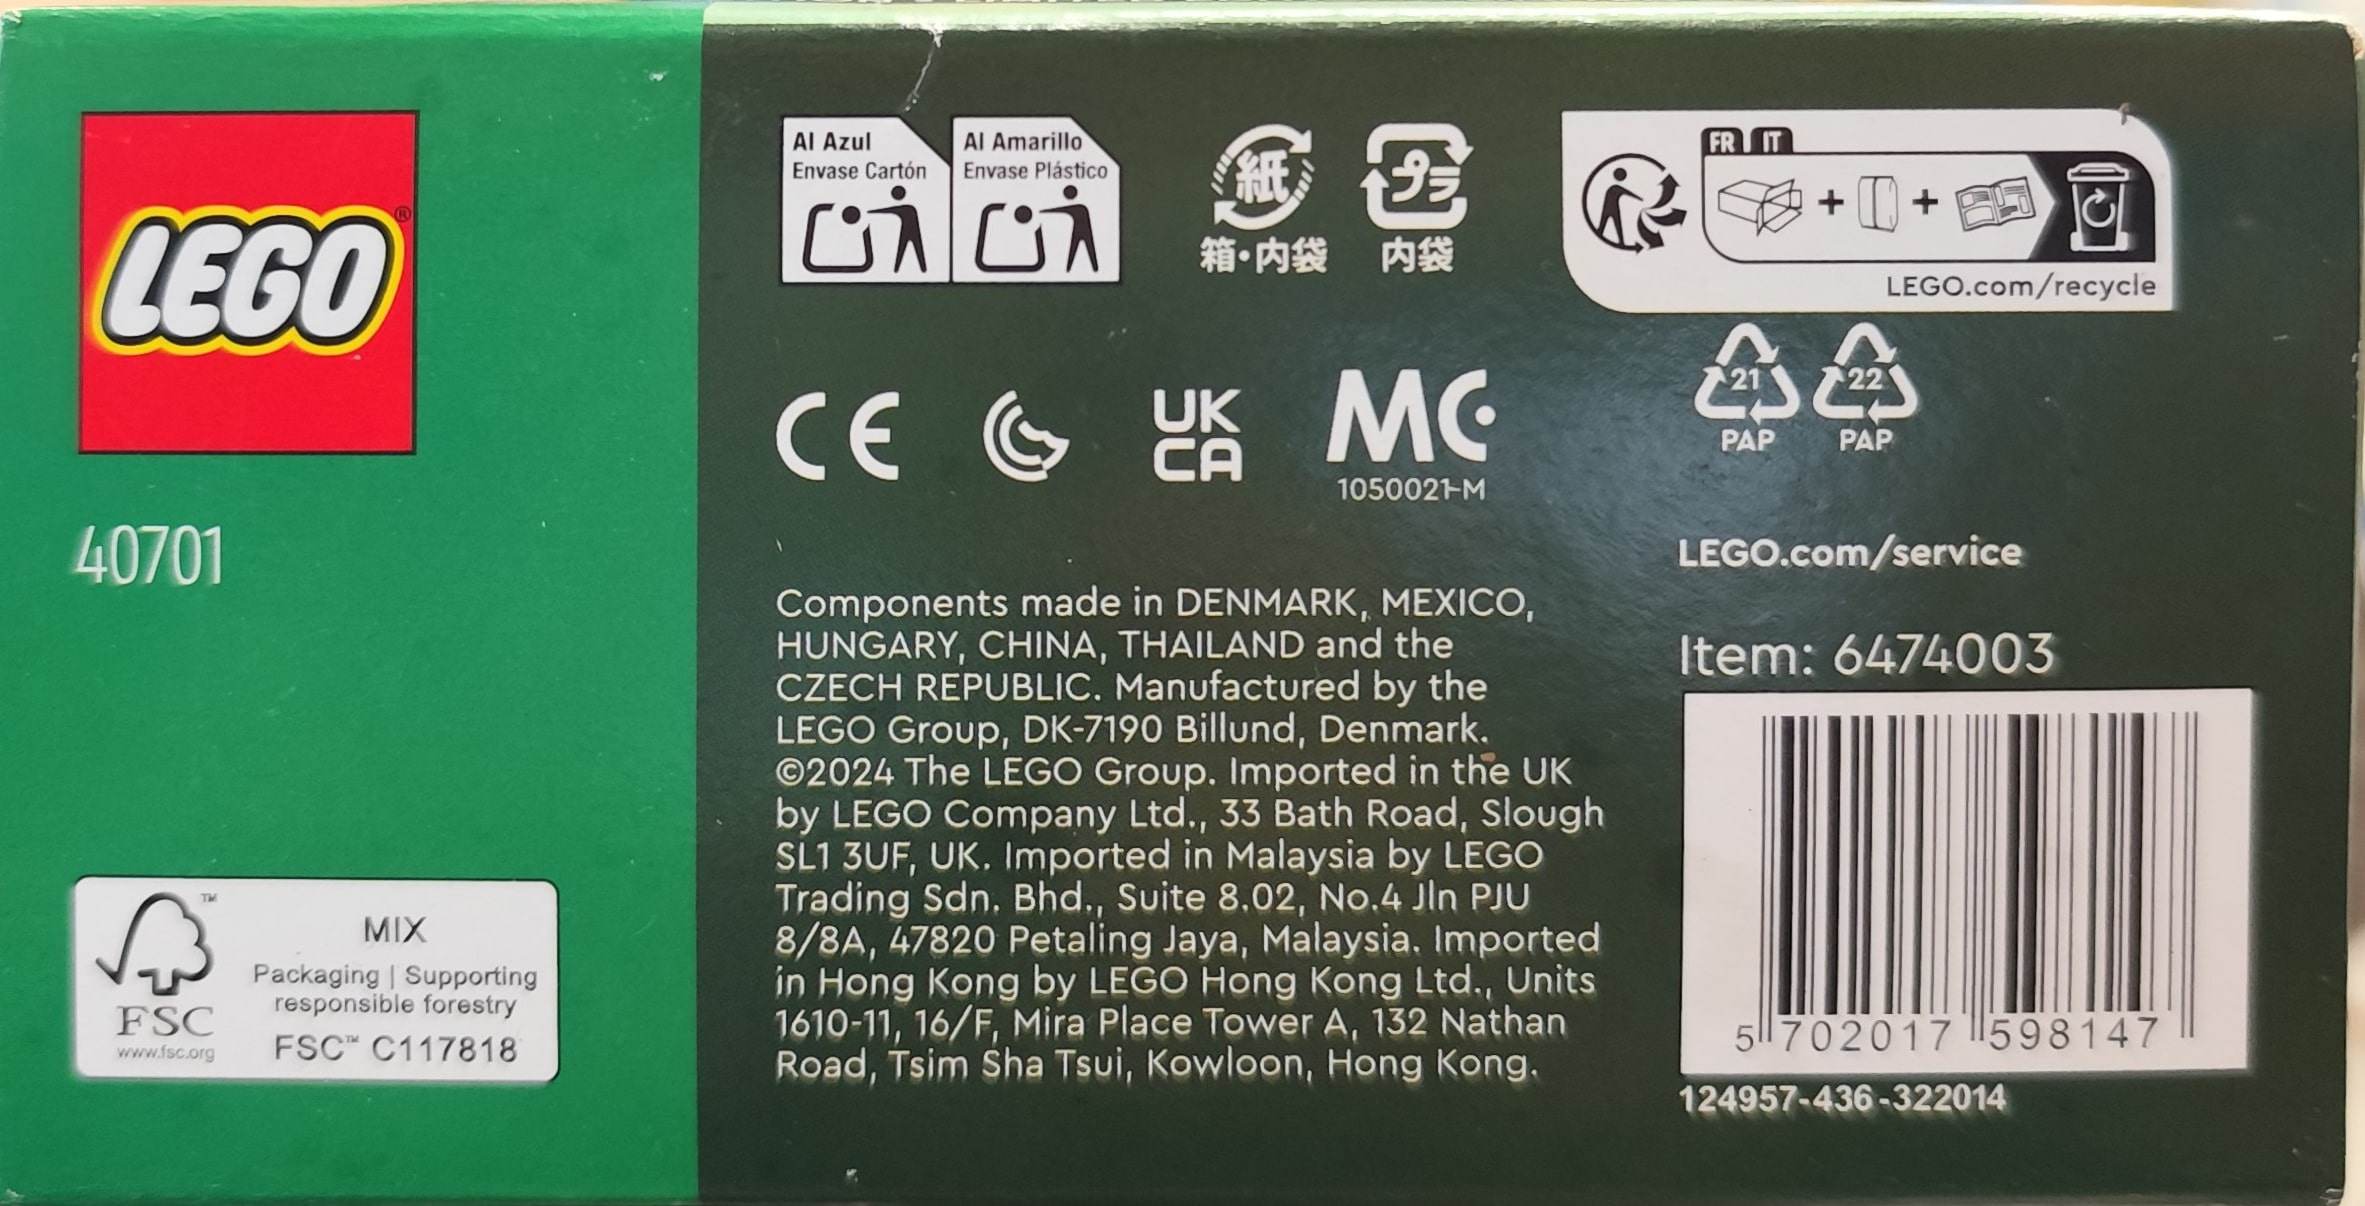 LEGO®
40701
™
MIX
Packaging | Supporting
responsible forestry
FSC
www.fsc.org
FSC™ C117818
Al Azul
Envase Cartón
Al Amarillo
Envase Plástico
紙
箱・内袋
プラ
内袋
FR IT
+ +
LEGO.com/recycle
CE
UK
CA
MC
1050021-M
21
PAP
22
PAP
Components made in DENMARK, MEXICO,
HUNGARY, CHINA, THAILAND and the
CZECH REPUBLIC. Manufactured by the
LEGO Group, DK-7190 Billund, Denmark.
©2024 The LEGO Group. Imported in the UK
by LEGO Company Ltd., 33 Bath Road, Slough
SL1 3UF, UK. Imported in Malaysia by LEGO
Trading Sdn. Bhd., Suite 8.02, No.4 Jln PJU
8/8A, 47820 Petaling Jaya, Malaysia. Imported
in Hong Kong by LEGO Hong Kong Ltd., Units
1610-11, 16/F, Mira Place Tower A, 132 Nathan
Road, Tsim Sha Tsui, Kowloon, Hong Kong.
LEGO.com/service
Item: 6474003
5 702017 598147
124957-436-322014